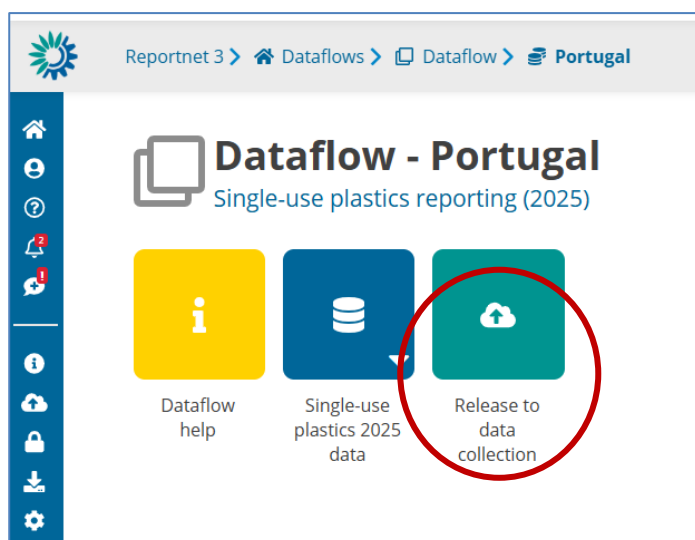 Reportnet 3 Dataflows Dataflow Portugal
Dataflow - Portugal
Single-use plastics reporting (2025)
2
!
Dataflow
help
Single-use
plastics 2025
data
Release to
data
collection